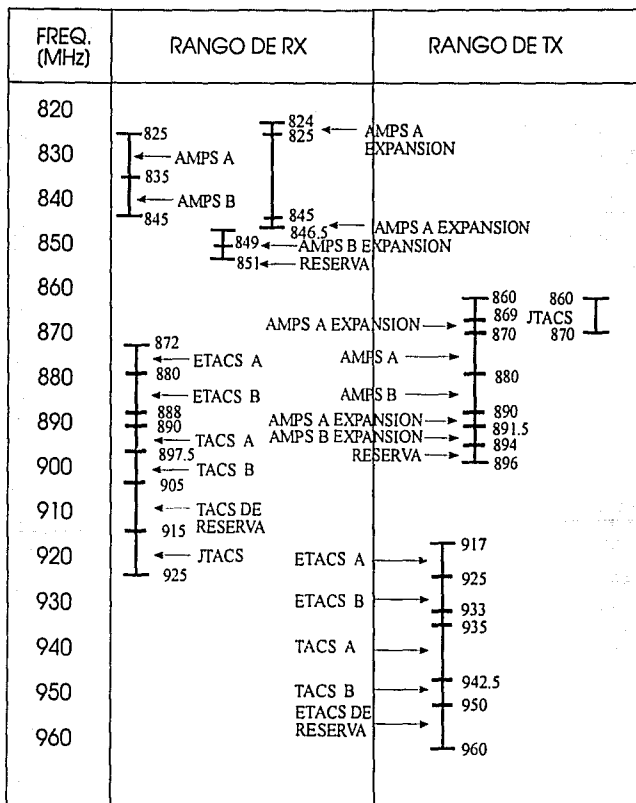 FREQ. (MHz)
RANGO DE RX
RANGO DE TX
820
830
840
850
860
870
880
890
900
910
920
930
940
950
960
825
AMPS A
835
AMPS B
845
824
825
AMPS A
EXPANSION
845
846.5
AMPS A EXPANSION
849
AMPS B EXPANSION
851
RESERVA
872
ETACS A
880
ETACS B
888
890
TACS A
897.5
TACS B
905
TACS DE
RESERVA
915
JTACS
925
860
869
AMPS A EXPANSION
870
AMPS A
880
AMPS B
890
AMPS A EXPANSION
891.5
AMPS B EXPANSION
894
RESERVA
896
860
JTACS
870
917
ETACS A
925
ETACS B
933
935
TACS A
942.5
TACS B
950
ETACS DE
RESERVA
960